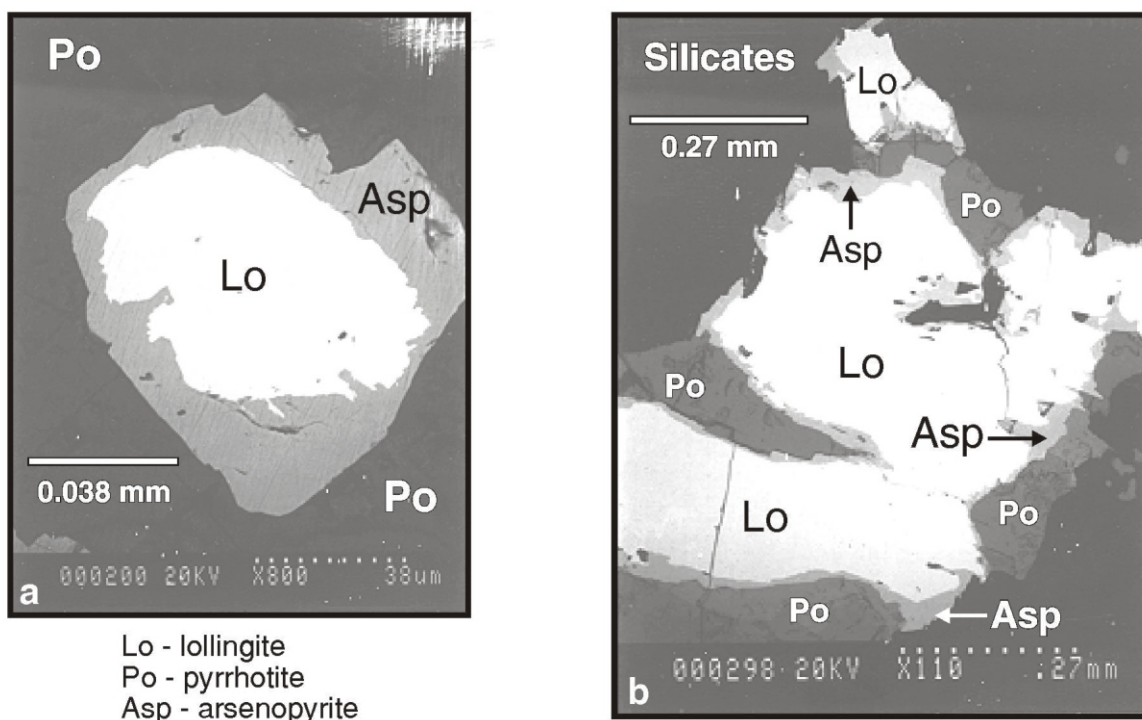 Po
Asp
Lo
0.038 mm
Po
000200 20KV X800 38um
a
Lo - lollingite
Po - pyrrhotite
Asp - arsenopyrite
Silicates
Lo
0.27 mm
Po
Asp
Po
Lo
Asp
Lo
Po
Po
Asp
000298 20KV X110 .27mm
b